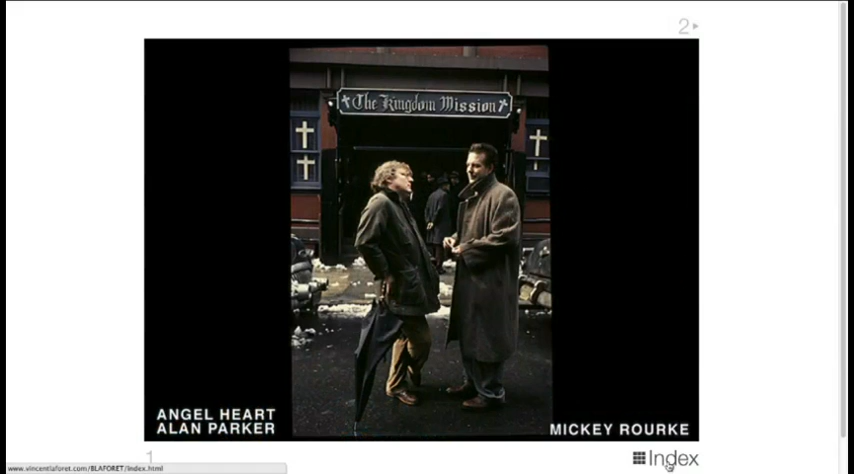 2
The Kingdom Mission
ANGEL HEART
ALAN PARKER
MICKEY ROURKE
1
Index
www.vincentlaforet.com/BLAFORET/index.html